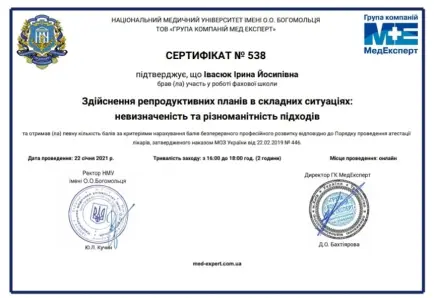 НАЦІОНАЛЬНИЙ МЕДИЧНИЙ УНІВЕРСИТЕТ ІМЕНІ О.О. БОГОМОЛЬЦЯ
ТОВ «ГРУПА КОМПАНІЙ МЕД ЕКСПЕРТ»
Група компаній
МЕ
МедЕксперт
СЕРТИФІКАТ № 538
підтверджує, що Івасюк Ірина Йосипівна
брав (ла) участь у роботі фахової школи
Здійснення репродуктивних планів в складних ситуаціях:
невизначеність та різноманітність підходів
та отримав (ла) певну кількість балів за критеріями нарахування балів безперервного професійного розвитку відповідно до Порядку проведення атестації
лікарів, затвердженого наказом МОЗ України від 22.02.2019 № 446.
Дата проведення: 22 січня 2021 р.
Тривалість заходу: з 16:00 до 18:00 год. (2 години)
Місце проведення: онлайн
Ректор НМУ
імені О.О.Богомольця
Директор ГК МедЕксперт
Ю.Л. Кучин
Д.О. Бахтіярова
med-expert.com.ua